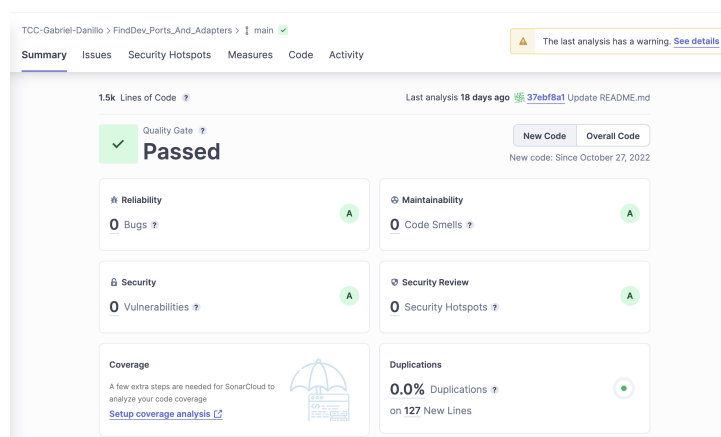 TCC-Gabriel-Danillo > FindDev_Ports_And_Adapters > main
The last analysis has a warning. See details
Summary Issues Security Hotspots Measures Code Activity
1.5k Lines of Code ?
Last analysis 18 days ago 37ebf8a1 Update README.md
Quality Gate ?
Passed
New Code Overall Code
New code: Since October 27, 2022
Reliability
0 Bugs ?
A
Maintainability
0 Code Smells ?
A
Security
0 Vulnerabilities ?
A
Security Review
0 Security Hotspots ?
A
Coverage
A few extra steps are needed for SonarCloud to
analyze your code coverage
Setup coverage analysis
Duplications
0.0% Duplications ?
on 127 New Lines